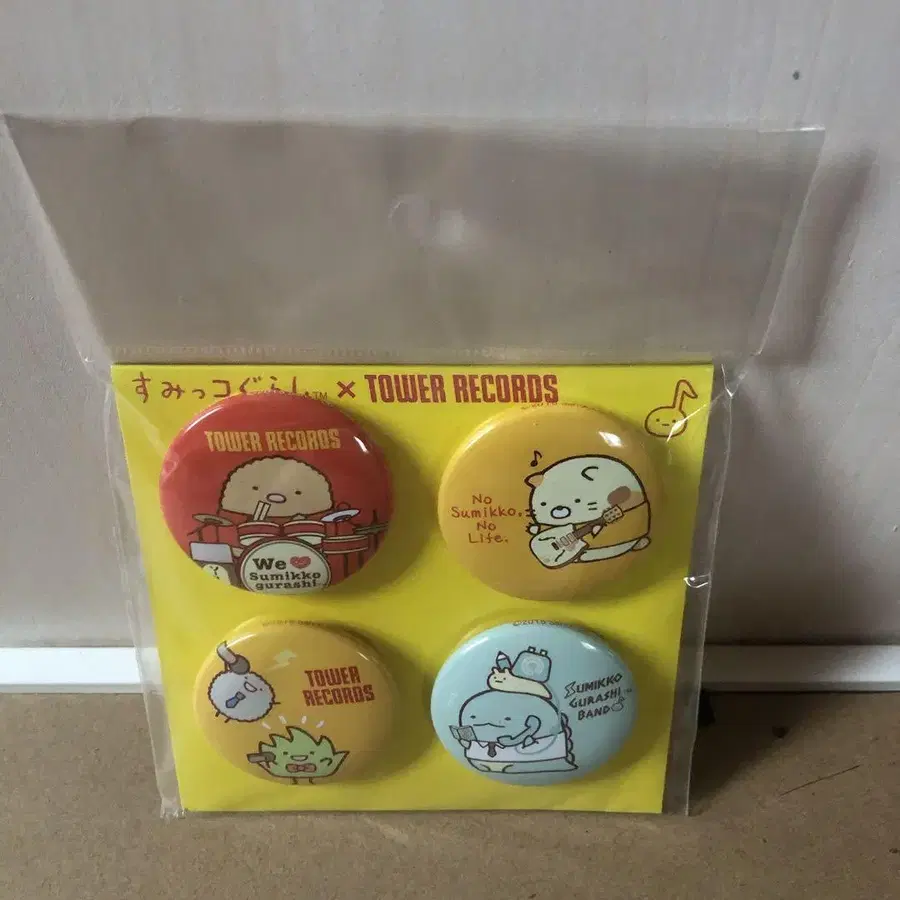 すみっコぐらし™ × TOWER RECORDS
TOWER RECORDS
We
Sumikko
gurashi
No
Sumikko.
No
Life.
TOWER
RECORDS
SUMIKKO
GURASHI™
BAND